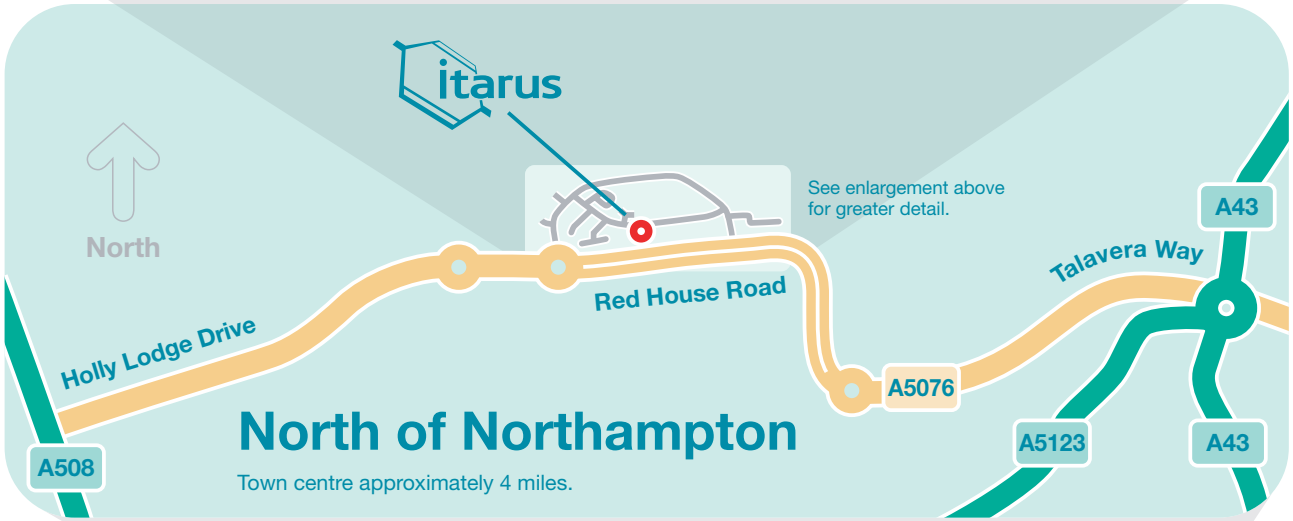 itarus
See enlargement above
for greater detail.
A43
North
Talavera Way
Red House Road
Holly Lodge Drive
A5076
North of Northampton
A5123
A43
A508
Town centre approximately 4 miles.